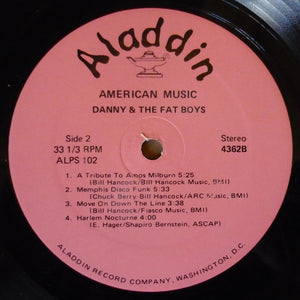 Aladdin
AMERICAN MUSIC
DANNY & THE FAT BOYS
Side 2
33 1/3 RPM
ALPS 102
Stereo
4362B
1. A Tribute To Amos Milburn 5:25
(Bill Hancock/Bill Hancock Music, BMI)
2. Memphis Disco Funk 5:31
(Chuck Berry-Bill Hancock/ARC Music, BMI)
3. Move On Down The Line 3:38
(Bill Hancock/Fiasco Music, BMI)
4. Harlem Nocturne 4:00
(E. Hager/Shapiro Bernstein, ASCAP)
ALADDIN RECORD COMPANY, WASHINGTON, D.C.